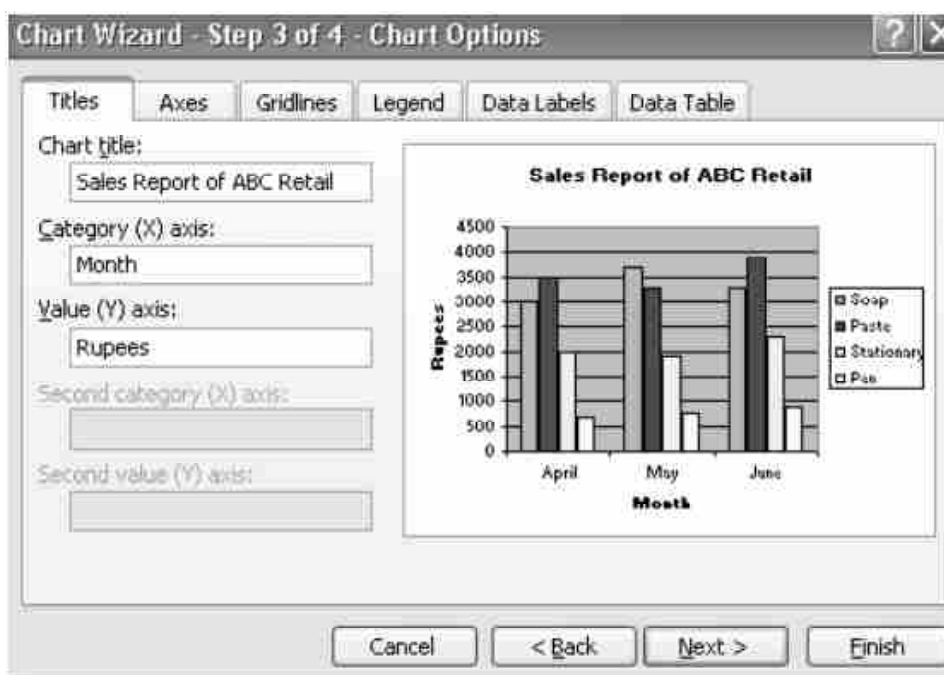 Chart Wizard - Step 3 of 4 - Chart Options
Titles Axes Gridlines Legend Data Labels Data Table
Chart title:
Sales Report of ABC Retail
Category (X) axis:
Month
Value (Y) axis:
Rupees
Second category (X) axis:
Second value (Y) axis:
Sales Report of ABC Retail
4500
4000
3500
3000
2500
2000
1500
1000
500
0
Rupees
April May June
Month
Soap
Paste
Stationary
Pen
Cancel < Back Next > Finish